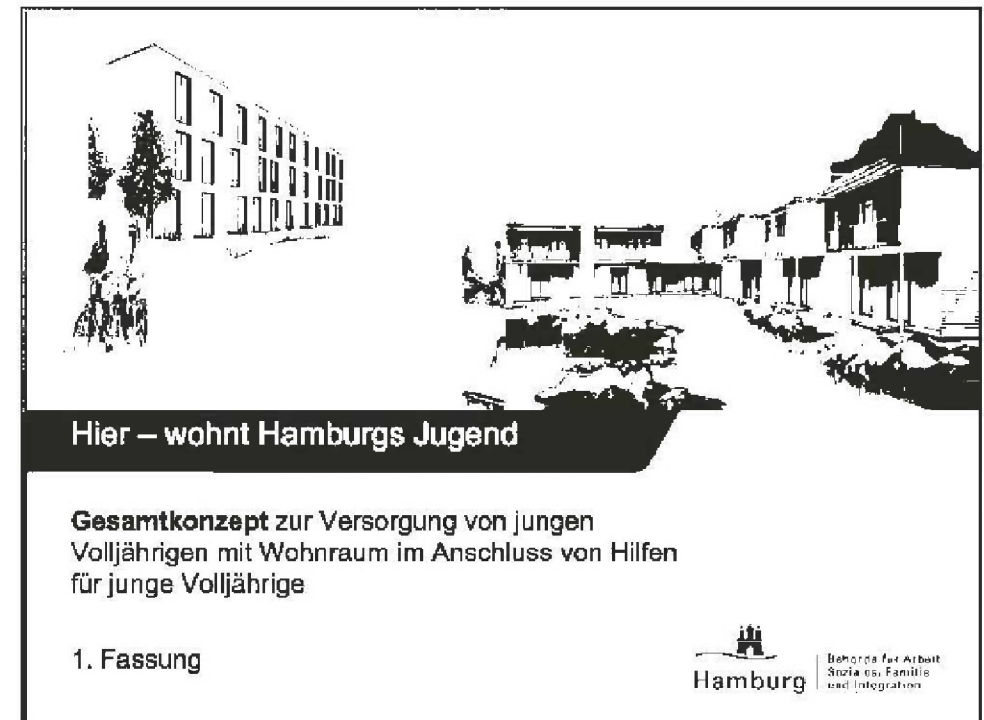 Hier – wohnt Hamburgs Jugend
Gesamtkonzept zur Versorgung von jungen
Volljährigen mit Wohnraum im Anschluss von Hilfen
für junge Volljährige
1. Fassung
Hamburg
Behörde für Arbeit
Soziales, Familie
und Integration